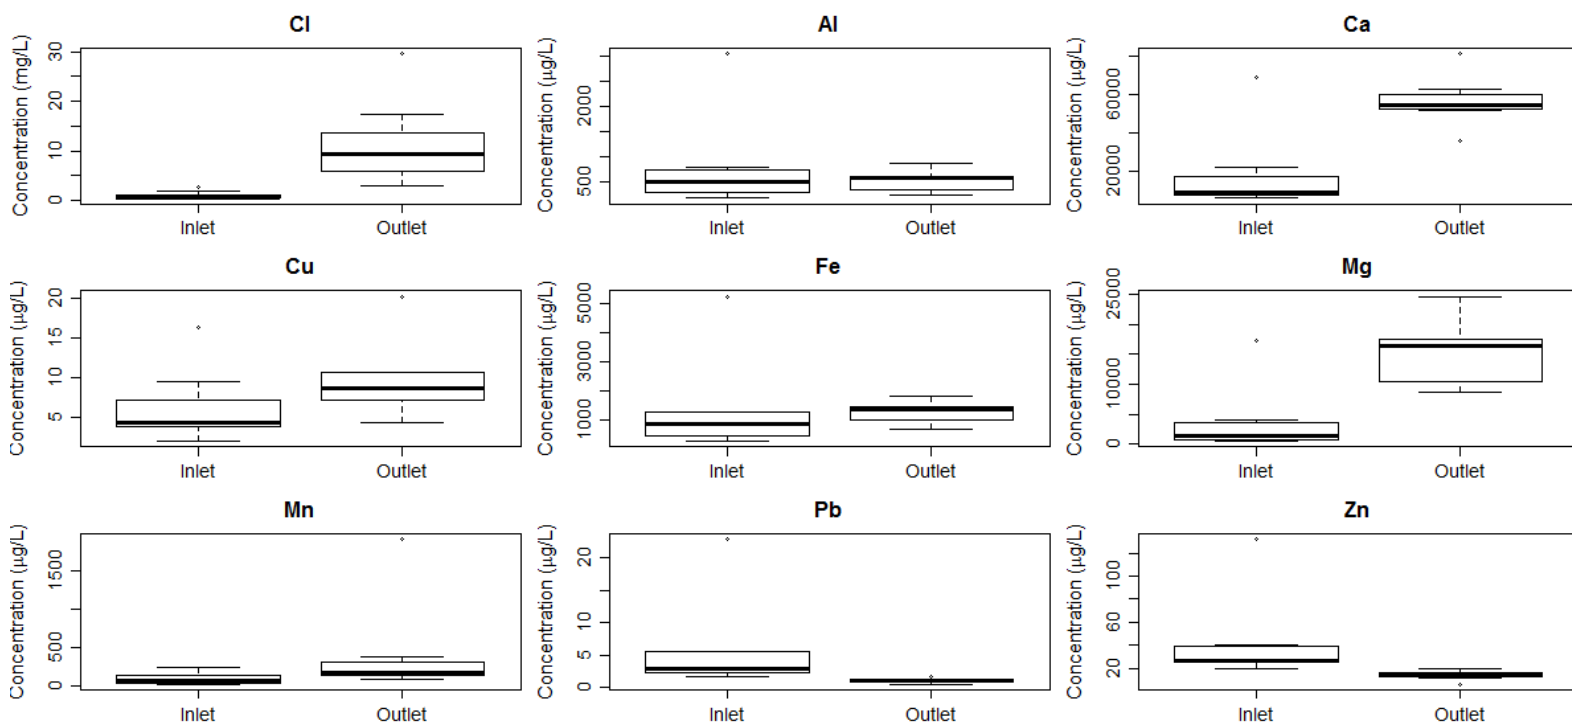 Cl
Concentration (mg/L)
0
10
20
30
Inlet
Outlet
Al
Concentration (µg/L)
500
2000
Inlet
Outlet
Ca
Concentration (µg/L)
20000
60000
Inlet
Outlet
Cu
Concentration (µg/L)
5
10
15
20
Inlet
Outlet
Fe
Concentration (µg/L)
1000
3000
5000
Inlet
Outlet
Mg
Concentration (µg/L)
0
10000
25000
Inlet
Outlet
Mn
Concentration (µg/L)
0
500
1500
Inlet
Outlet
Pb
Concentration (µg/L)
0
5
10
20
Inlet
Outlet
Zn
Concentration (µg/L)
20
60
100
Inlet
Outlet